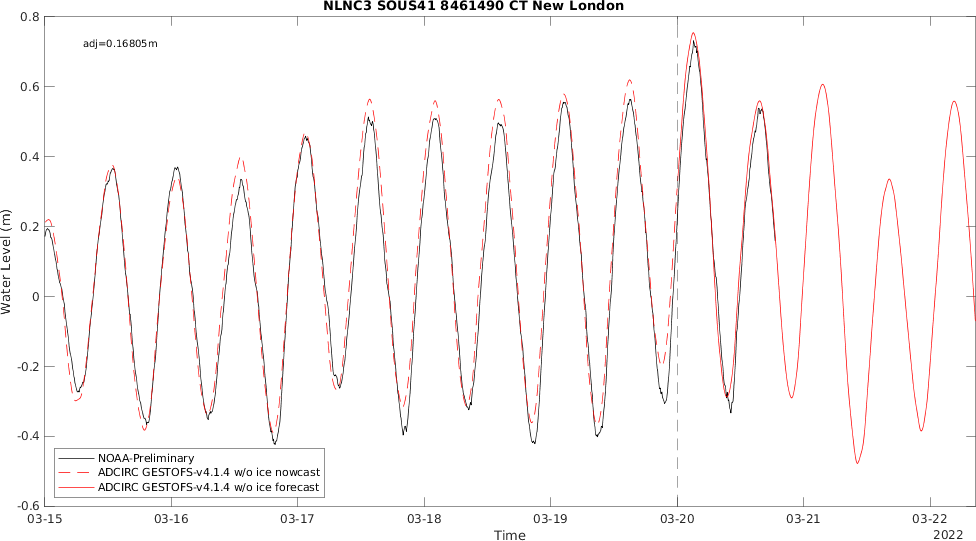 NLNC3 SOUS41 8461490 CT New London
adj=0.16805m
Water Level (m)
0.8
0.6
0.4
0.2
0
-0.2
-0.4
-0.6
NOAA-Preliminary
ADCIRC GESTOFS-v4.1.4 w/o ice nowcast
ADCIRC GESTOFS-v4.1.4 w/o ice forecast
03-15 03-16 03-17 03-18 03-19 03-20 03-21 03-22
Time
2022